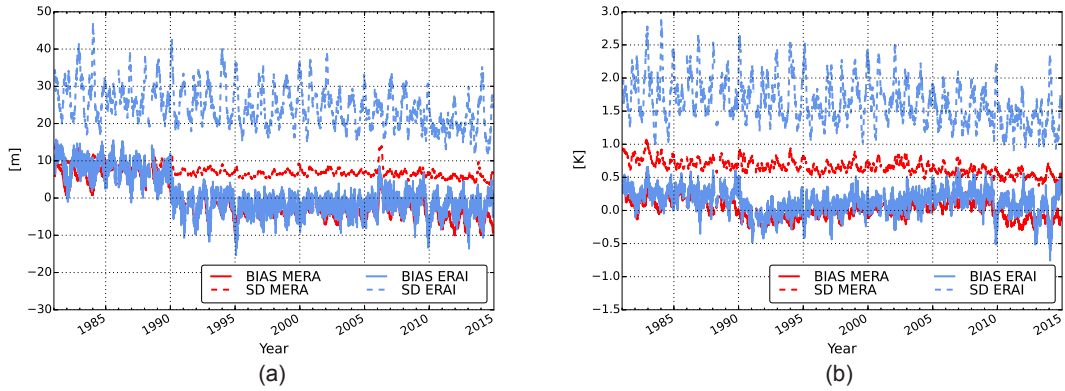 50
40
30
20
10
0
−10
−20
−30
[m]
1985
1990
1995
2000
2005
2010
2015
Year
BIAS MERA
SD MERA
BIAS ERAI
SD ERAI
(a)
3.0
2.5
2.0
1.5
1.0
0.5
0.0
−0.5
−1.0
−1.5
[K]
1985
1990
1995
2000
2005
2010
2015
Year
BIAS MERA
SD MERA
BIAS ERAI
SD ERAI
(b)